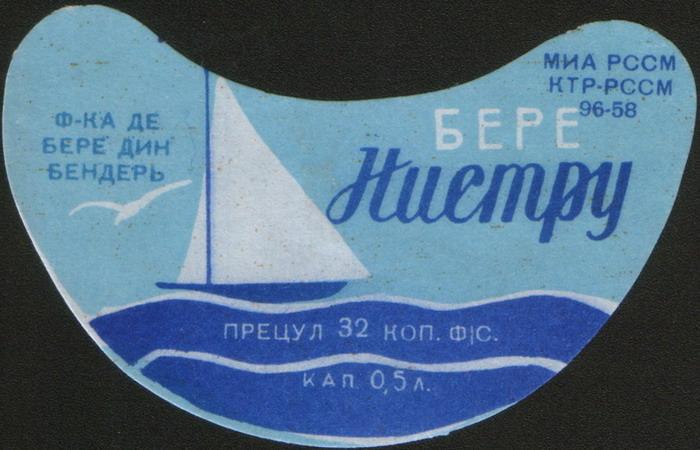 Ф-КА ДЕ
БЕРЕ ДИН
БЕНДЕРЬ
МИА РССМ
КТР-РССМ
96-58
БЕРЕ
Нистру
ПРЕЦУЛ 32 КОП. Ф|С.
КАП 0,5 л.